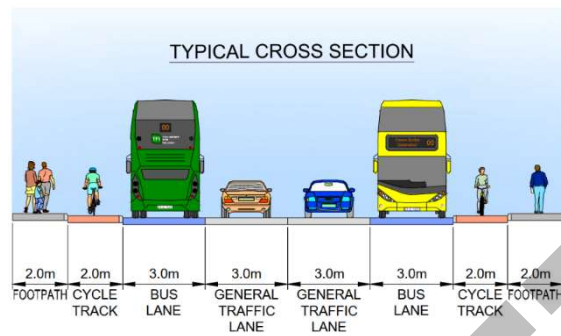 TYPICAL CROSS SECTION
2.0m 2.0m 3.0m 3.0m 3.0m 3.0m 2.0m 2.0m
FOOTPATH CYCLE TRACK BUS LANE GENERAL TRAFFIC LANE GENERAL TRAFFIC LANE BUS LANE CYCLE TRACK FOOTPATH